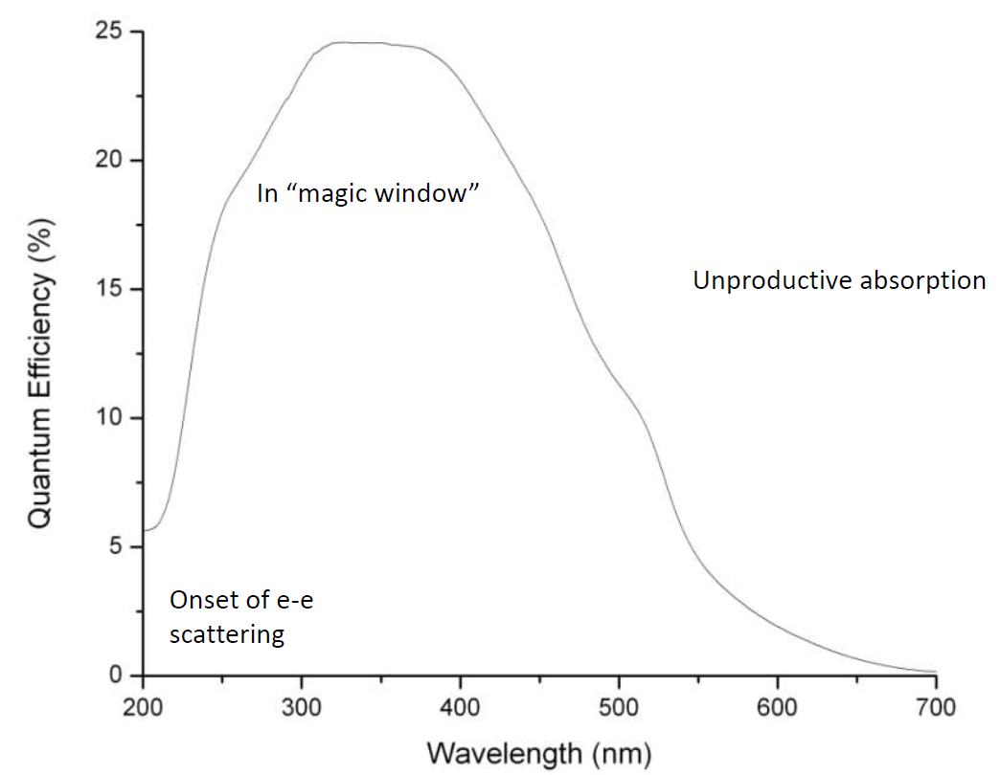 25
20
15
10
5
0
Quantum Efficiency (%)
In “magic window”
Unproductive absorption
Onset of e-e
scattering
200 300 400 500 600 700
Wavelength (nm)